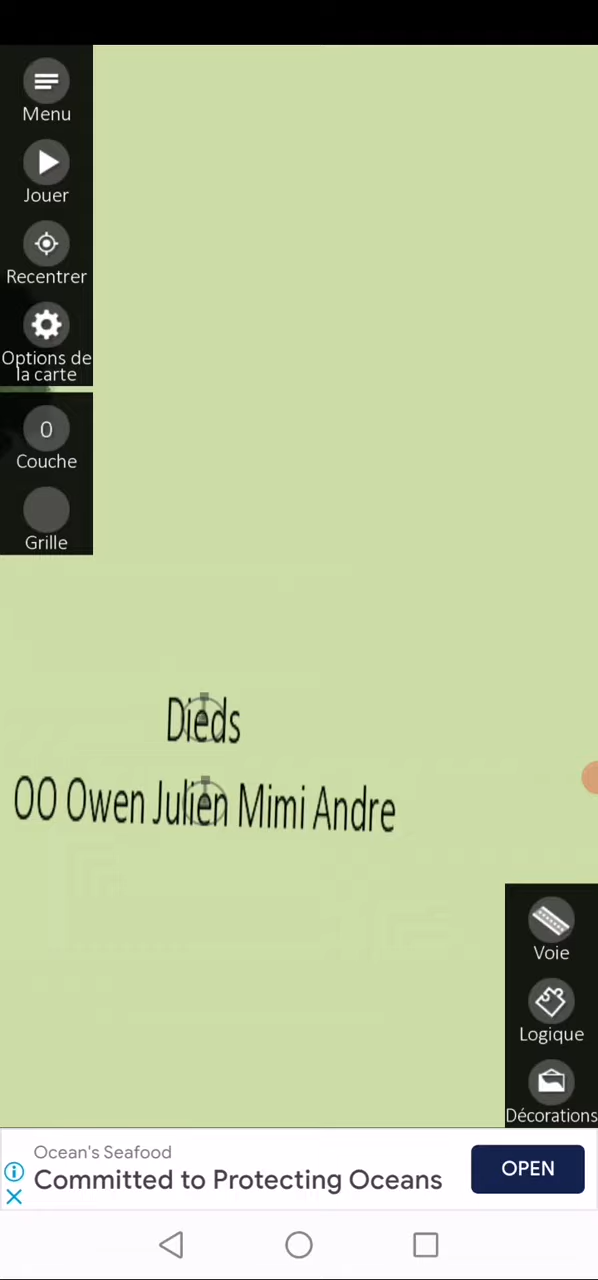 Menu
Jouer
Recentrer
Options de
la carte
0
Couche
Grille
Dieds
OO Owen Julien Mimi Andre
Voie
Logique
Décorations
Ocean's Seafood
Committed to Protecting Oceans
OPEN